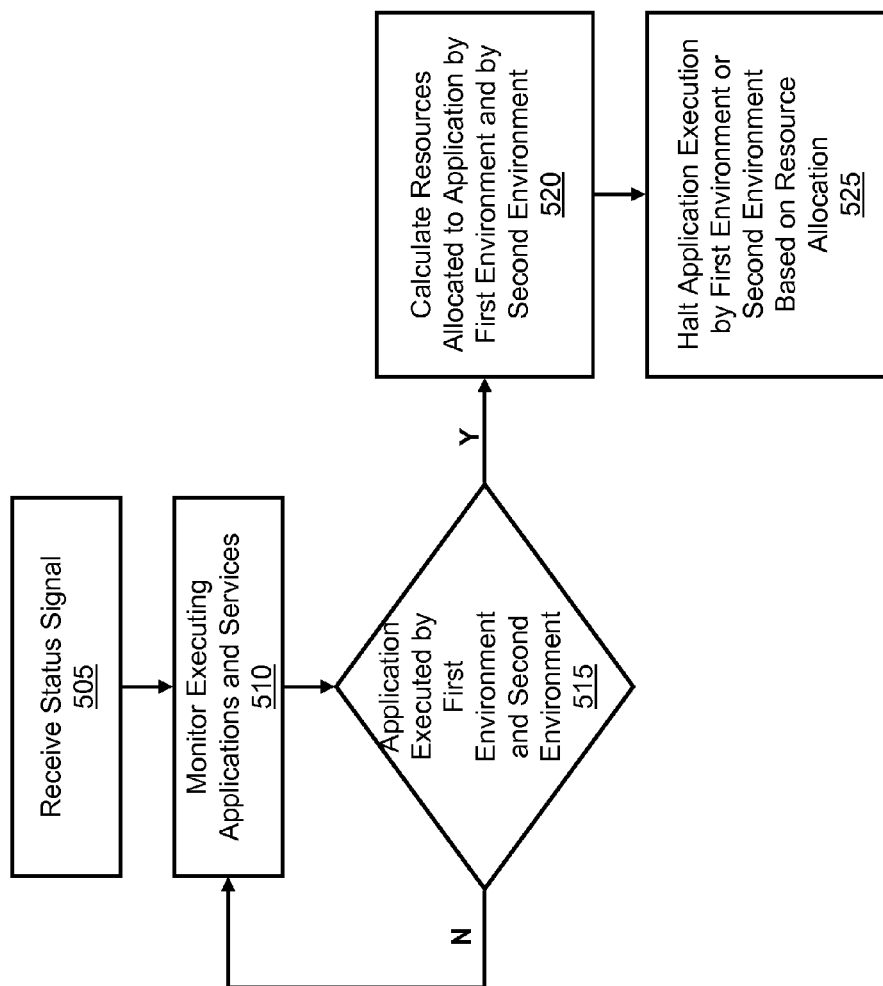 Receive Status Signal
505
Monitor Executing
Applications and Services
510
Application
Executed by
First
Environment
and Second
Environment
515
N
Y
Calculate Resources
Allocated to Application by
First Environment and by
Second Environment
520
Halt Application Execution
by First Environment or
Second Environment
Based on Resource
Allocation
525